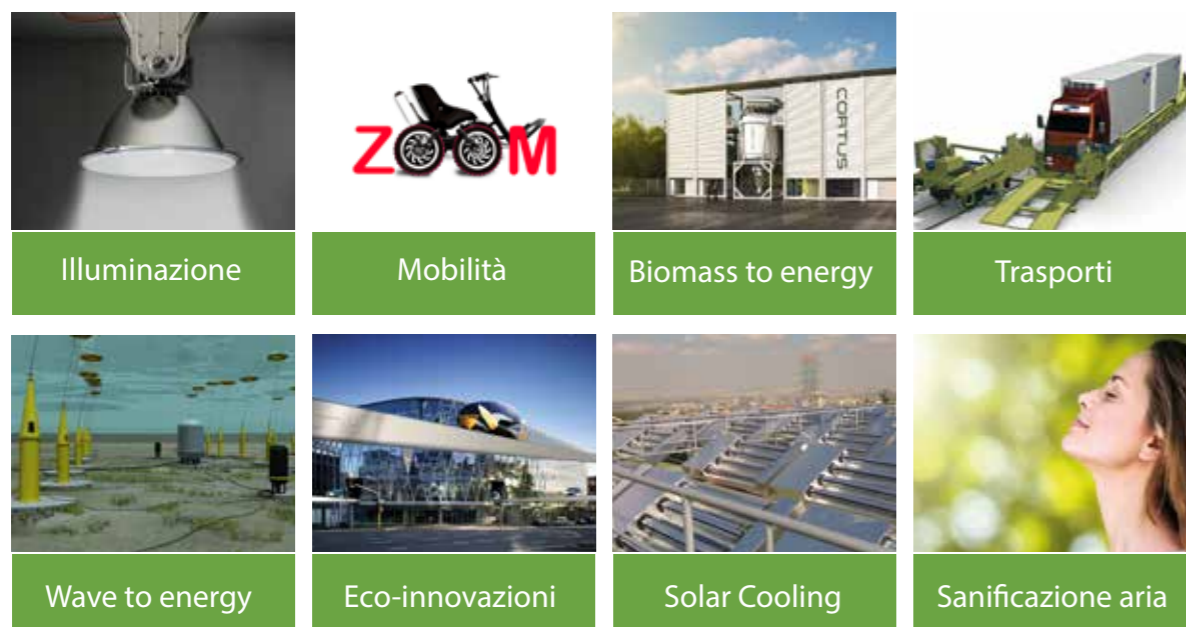 ZOOM
CORTUS
Illuminazione
Mobilità
Biomass to energy
Trasporti
Wave to energy
Eco-innovazioni
Solar Cooling
Sanificazione aria